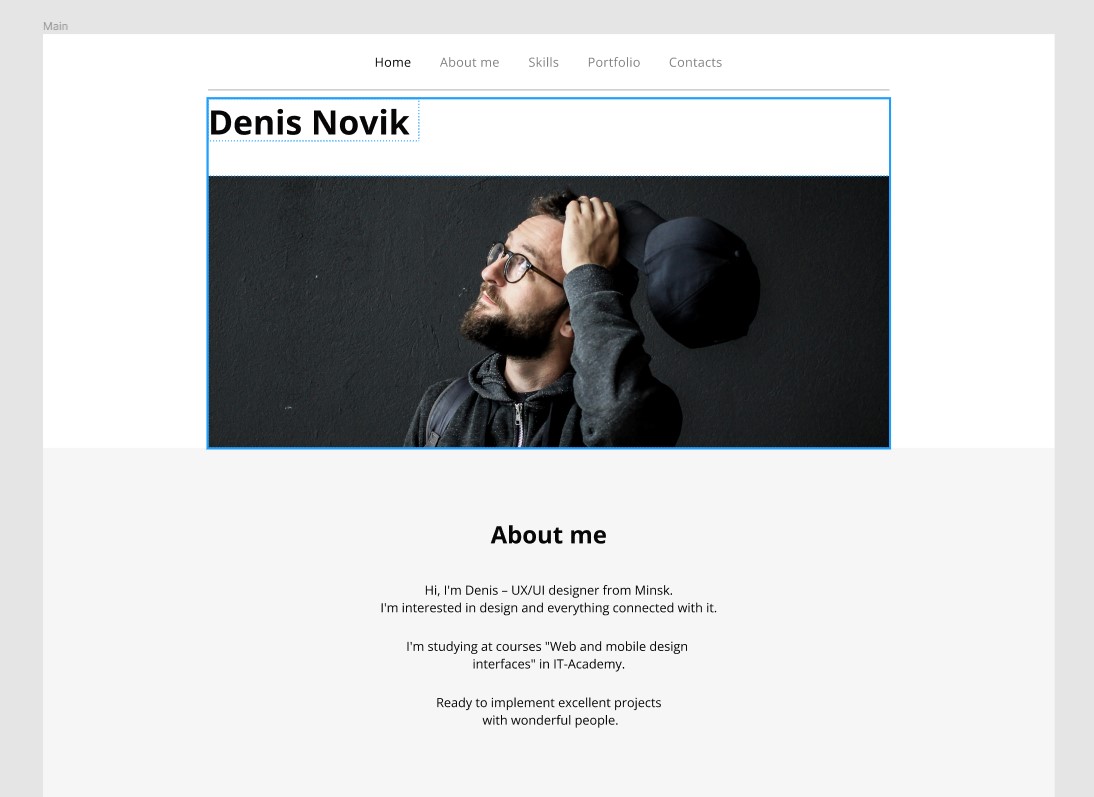 Main
Home About me Skills Portfolio Contacts
Denis Novik
About me
Hi, I'm Denis – UX/UI designer from Minsk.
I'm interested in design and everything connected with it.
I'm studying at courses "Web and mobile design
interfaces" in IT-Academy.
Ready to implement excellent projects
with wonderful people.